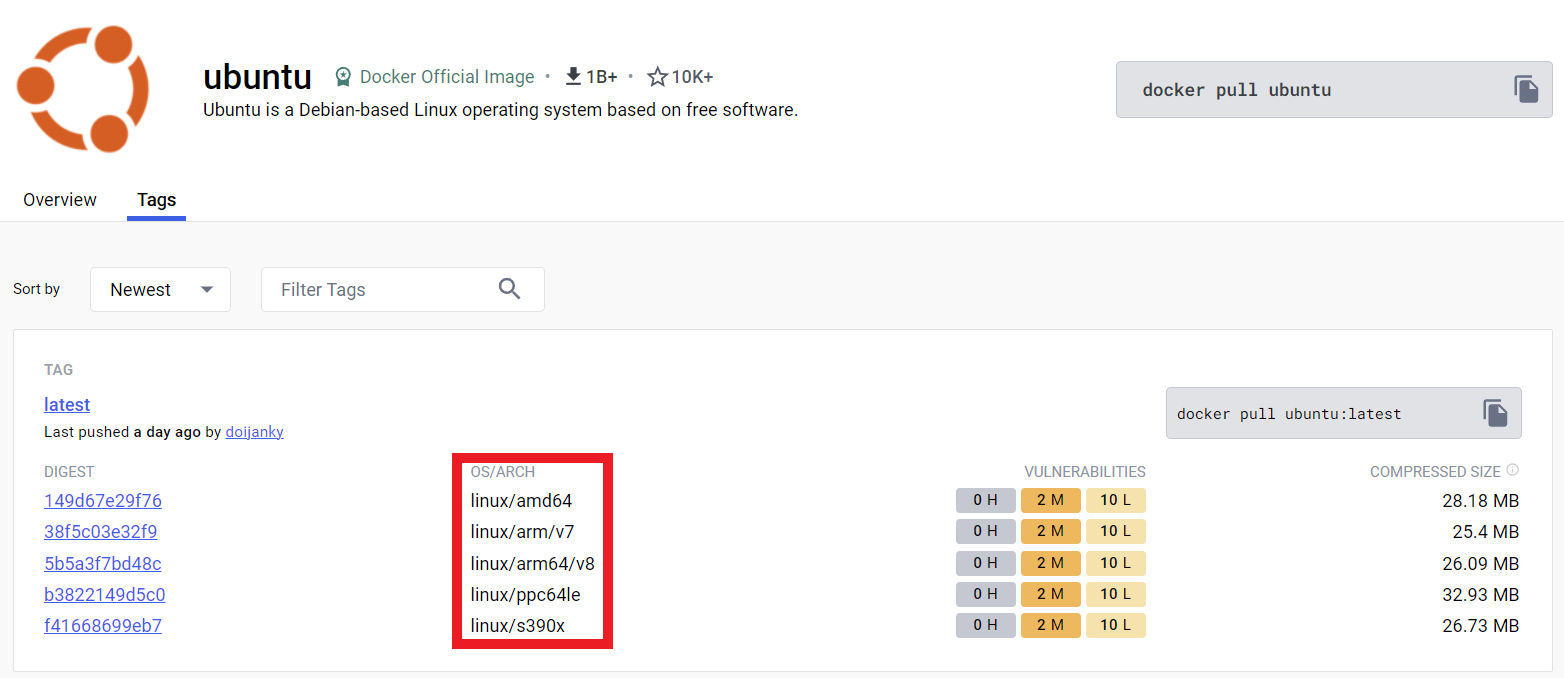 ubuntu Docker Official Image • 1B+ • 10K+
Ubuntu is a Debian-based Linux operating system based on free software.
docker pull ubuntu
Overview Tags
Sort by Newest Filter Tags
TAG
latest
Last pushed a day ago by doijanky
docker pull ubuntu:latest
DIGEST OS/ARCH VULNERABILITIES COMPRESSED SIZE
149d67e29f76 linux/amd64 0 H 2 M 10 L 28.18 MB
38f5c03e32f9 linux/arm/v7 0 H 2 M 10 L 25.4 MB
5b5a3f7bd48c linux/arm64/v8 0 H 2 M 10 L 26.09 MB
b3822149d5c0 linux/ppc64le 0 H 2 M 10 L 32.93 MB
f41668699eb7 linux/s390x 0 H 2 M 10 L 26.73 MB